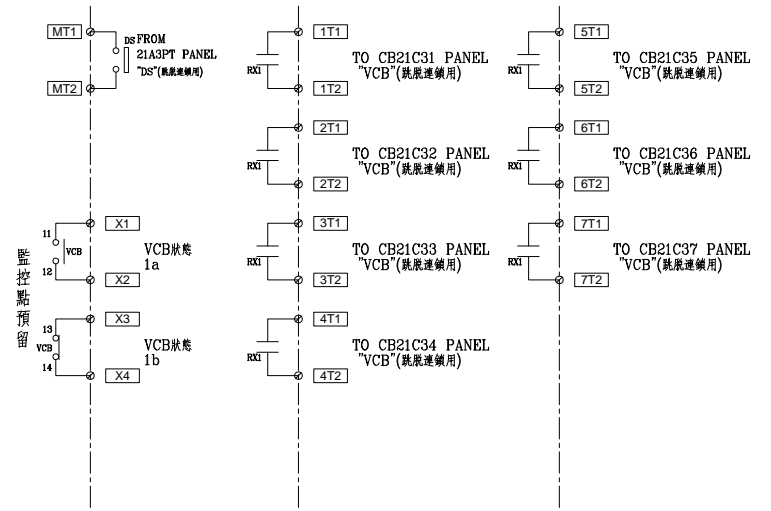 MT1
DS FROM
21A3PT PANEL
"DS"(跳脫連鎖用)
MT2
監控點預留
X1
11
VCB
12
X2
VCB狀態
1a
X3
13
VCB
14
X4
VCB狀態
1b
1T1
RX1
1T2
TO CB21C31 PANEL
"VCB"(跳脫連鎖用)
2T1
RX1
2T2
TO CB21C32 PANEL
"VCB"(跳脫連鎖用)
3T1
RX1
3T2
TO CB21C33 PANEL
"VCB"(跳脫連鎖用)
4T1
RX1
4T2
TO CB21C34 PANEL
"VCB"(跳脫連鎖用)
5T1
RX1
5T2
TO CB21C35 PANEL
"VCB"(跳脫連鎖用)
6T1
RX1
6T2
TO CB21C36 PANEL
"VCB"(跳脫連鎖用)
7T1
RX1
7T2
TO CB21C37 PANEL
"VCB"(跳脫連鎖用)